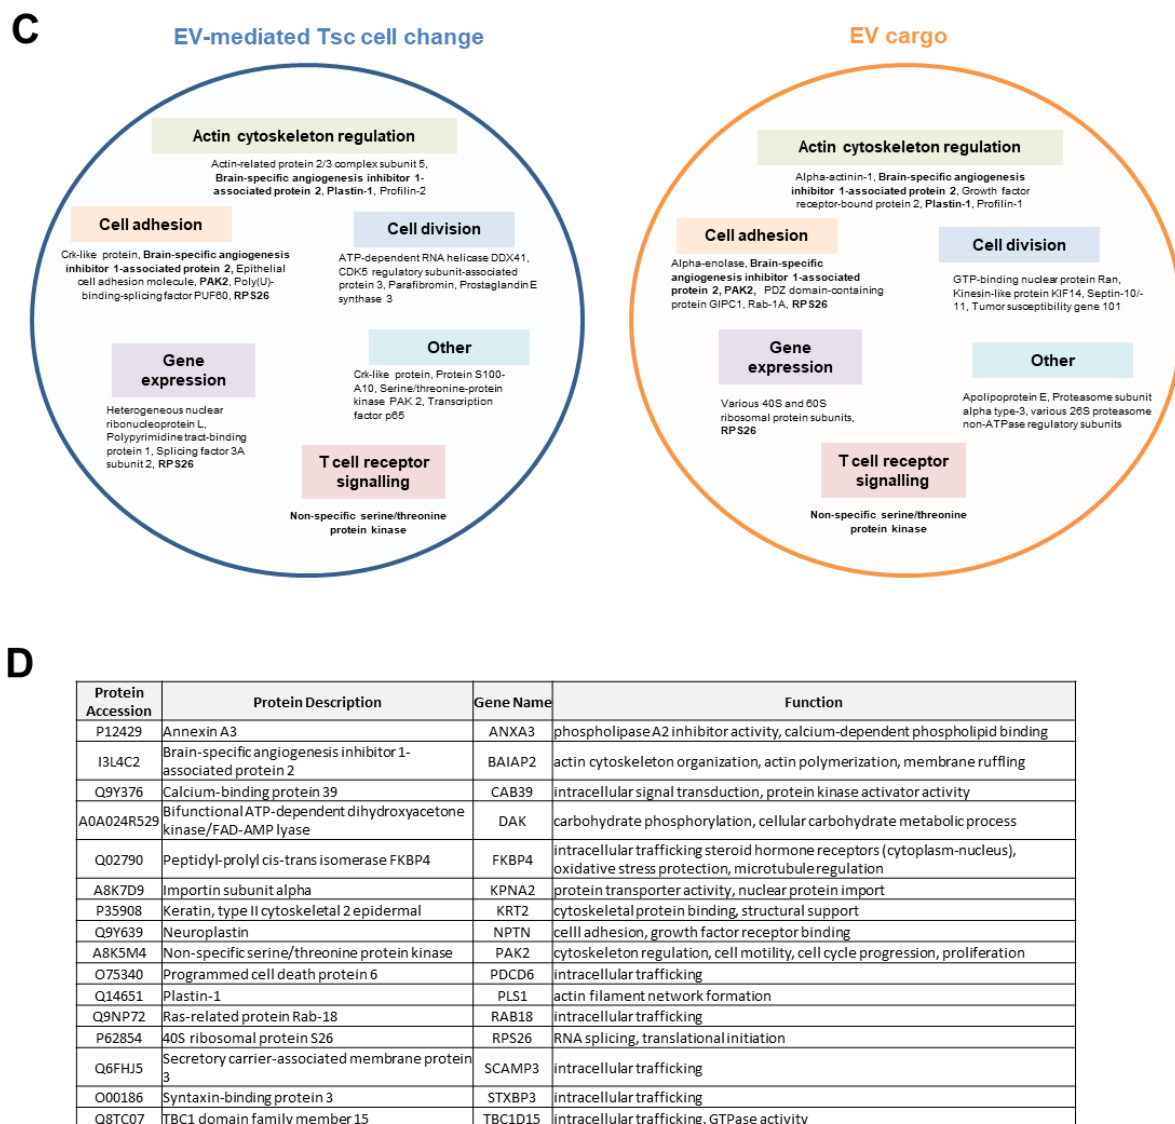 C
EV-mediated Tsc cell change
Actin cytoskeleton regulation
Actin-related protein 2/3 complex subunit 5,
Brain-specific angiogenesis inhibitor 1-
associated protein 2, Plastin-1, Profilin-2
Cell adhesion
Crk-like protein, Brain-specific angiogenesis
inhibitor 1-associated protein 2, Epithelial
cell adhesion molecule, PAK2, Poly(U)-
binding-splicing factor PUF60, RPS26
Cell division
ATP-dependent RNA helicase DDX41,
CDK5 regulatory subunit-associated
protein 3, Parafibromin, Prostaglandin E
synthase 3
Gene
expression
Heterogeneous nuclear
ribonucleoprotein L,
Polypyrimidine tract-binding
protein 1, Splicing factor 3A
subunit 2, RPS26
Other
Crk-like protein, Protein S100-
A10, Serine/threonine-protein
kinase PAK 2, Transcription
factor p65
T cell receptor
signalling
Non-specific serine/threonine
protein kinase
EV cargo
Actin cytoskeleton regulation
Alpha-actinin-1, Brain-specific angiogenesis
inhibitor 1-associated protein 2, Growth factor
receptor-bound protein 2, Plastin-1, Profilin-1
Cell adhesion
Alpha-enolase, Brain-specific
angiogenesis inhibitor 1-associated
protein 2, PAK2, PDZ domain-containing
protein GIPC1, Rab-1A, RPS26
Cell division
GTP-binding nuclear protein Ran,
Kinesin-like protein KIF14, Septin-10/-
11, Tumor susceptibility gene 101
Gene
expression
Various 40S and 60S
ribosomal protein subunits,
RPS26
Other
Apolipoprotein E, Proteasome subunit
alpha type-3, various 26S proteasome
non-ATPase regulatory subunits
T cell receptor
signalling
Non-specific serine/threonine
protein kinase
D
Protein Accession Protein Description Gene Name Function
P12429 Annexin A3 ANXA3 phospholipase A2 inhibitor activity, calcium-dependent phospholipid binding
I3L4C2 Brain-specific angiogenesis inhibitor 1-associated protein 2 BAIAP2 actin cytoskeleton organization, actin polymerization, membrane ruffling
Q9Y376 Calcium-binding protein 39 CAB39 intracellular signal transduction, protein kinase activator activity
A0A024R529 Bifunctional ATP-dependent dihydroxyacetone kinase/FAD-AMP lyase DAK carbohydrate phosphorylation, cellular carbohydrate metabolic process
Q02790 Peptidyl-prolyl cis-trans isomerase FKBP4 FKBP4 intracellular trafficking steroid hormone receptors (cytoplasm-nucleus), oxidative stress protection, microtubule regulation
A8K7D9 Importin subunit alpha KPNA2 protein transporter activity, nuclear protein import
P35908 Keratin, type II cytoskeletal 2 epidermal KRT2 cytoskeletal protein binding, structural support
Q9Y639 Neuroplastin NPTN celll adhesion, growth factor receptor binding
A8K5M4 Non-specific serine/threonine protein kinase PAK2 cytoskeleton regulation, cell motility, cell cycle progression, proliferation
O75340 Programmed cell death protein 6 PDCD6 intracellular trafficking
Q14651 Plastin-1 PLS1 actin filament network formation
Q9NP72 Ras-related protein Rab-18 RAB18 intracellular trafficking
P62854 40S ribosomal protein S26 RPS26 RNA splicing, translational initiation
Q6FHJ5 Secretory carrier-associated membrane protein 3 SCAMP3 intracellular trafficking
O00186 Syntaxin-binding protein 3 STXBP3 intracellular trafficking
Q8TC07 TBC1 domain family member 15 TBC1D15 intracellular trafficking, GTPase activity